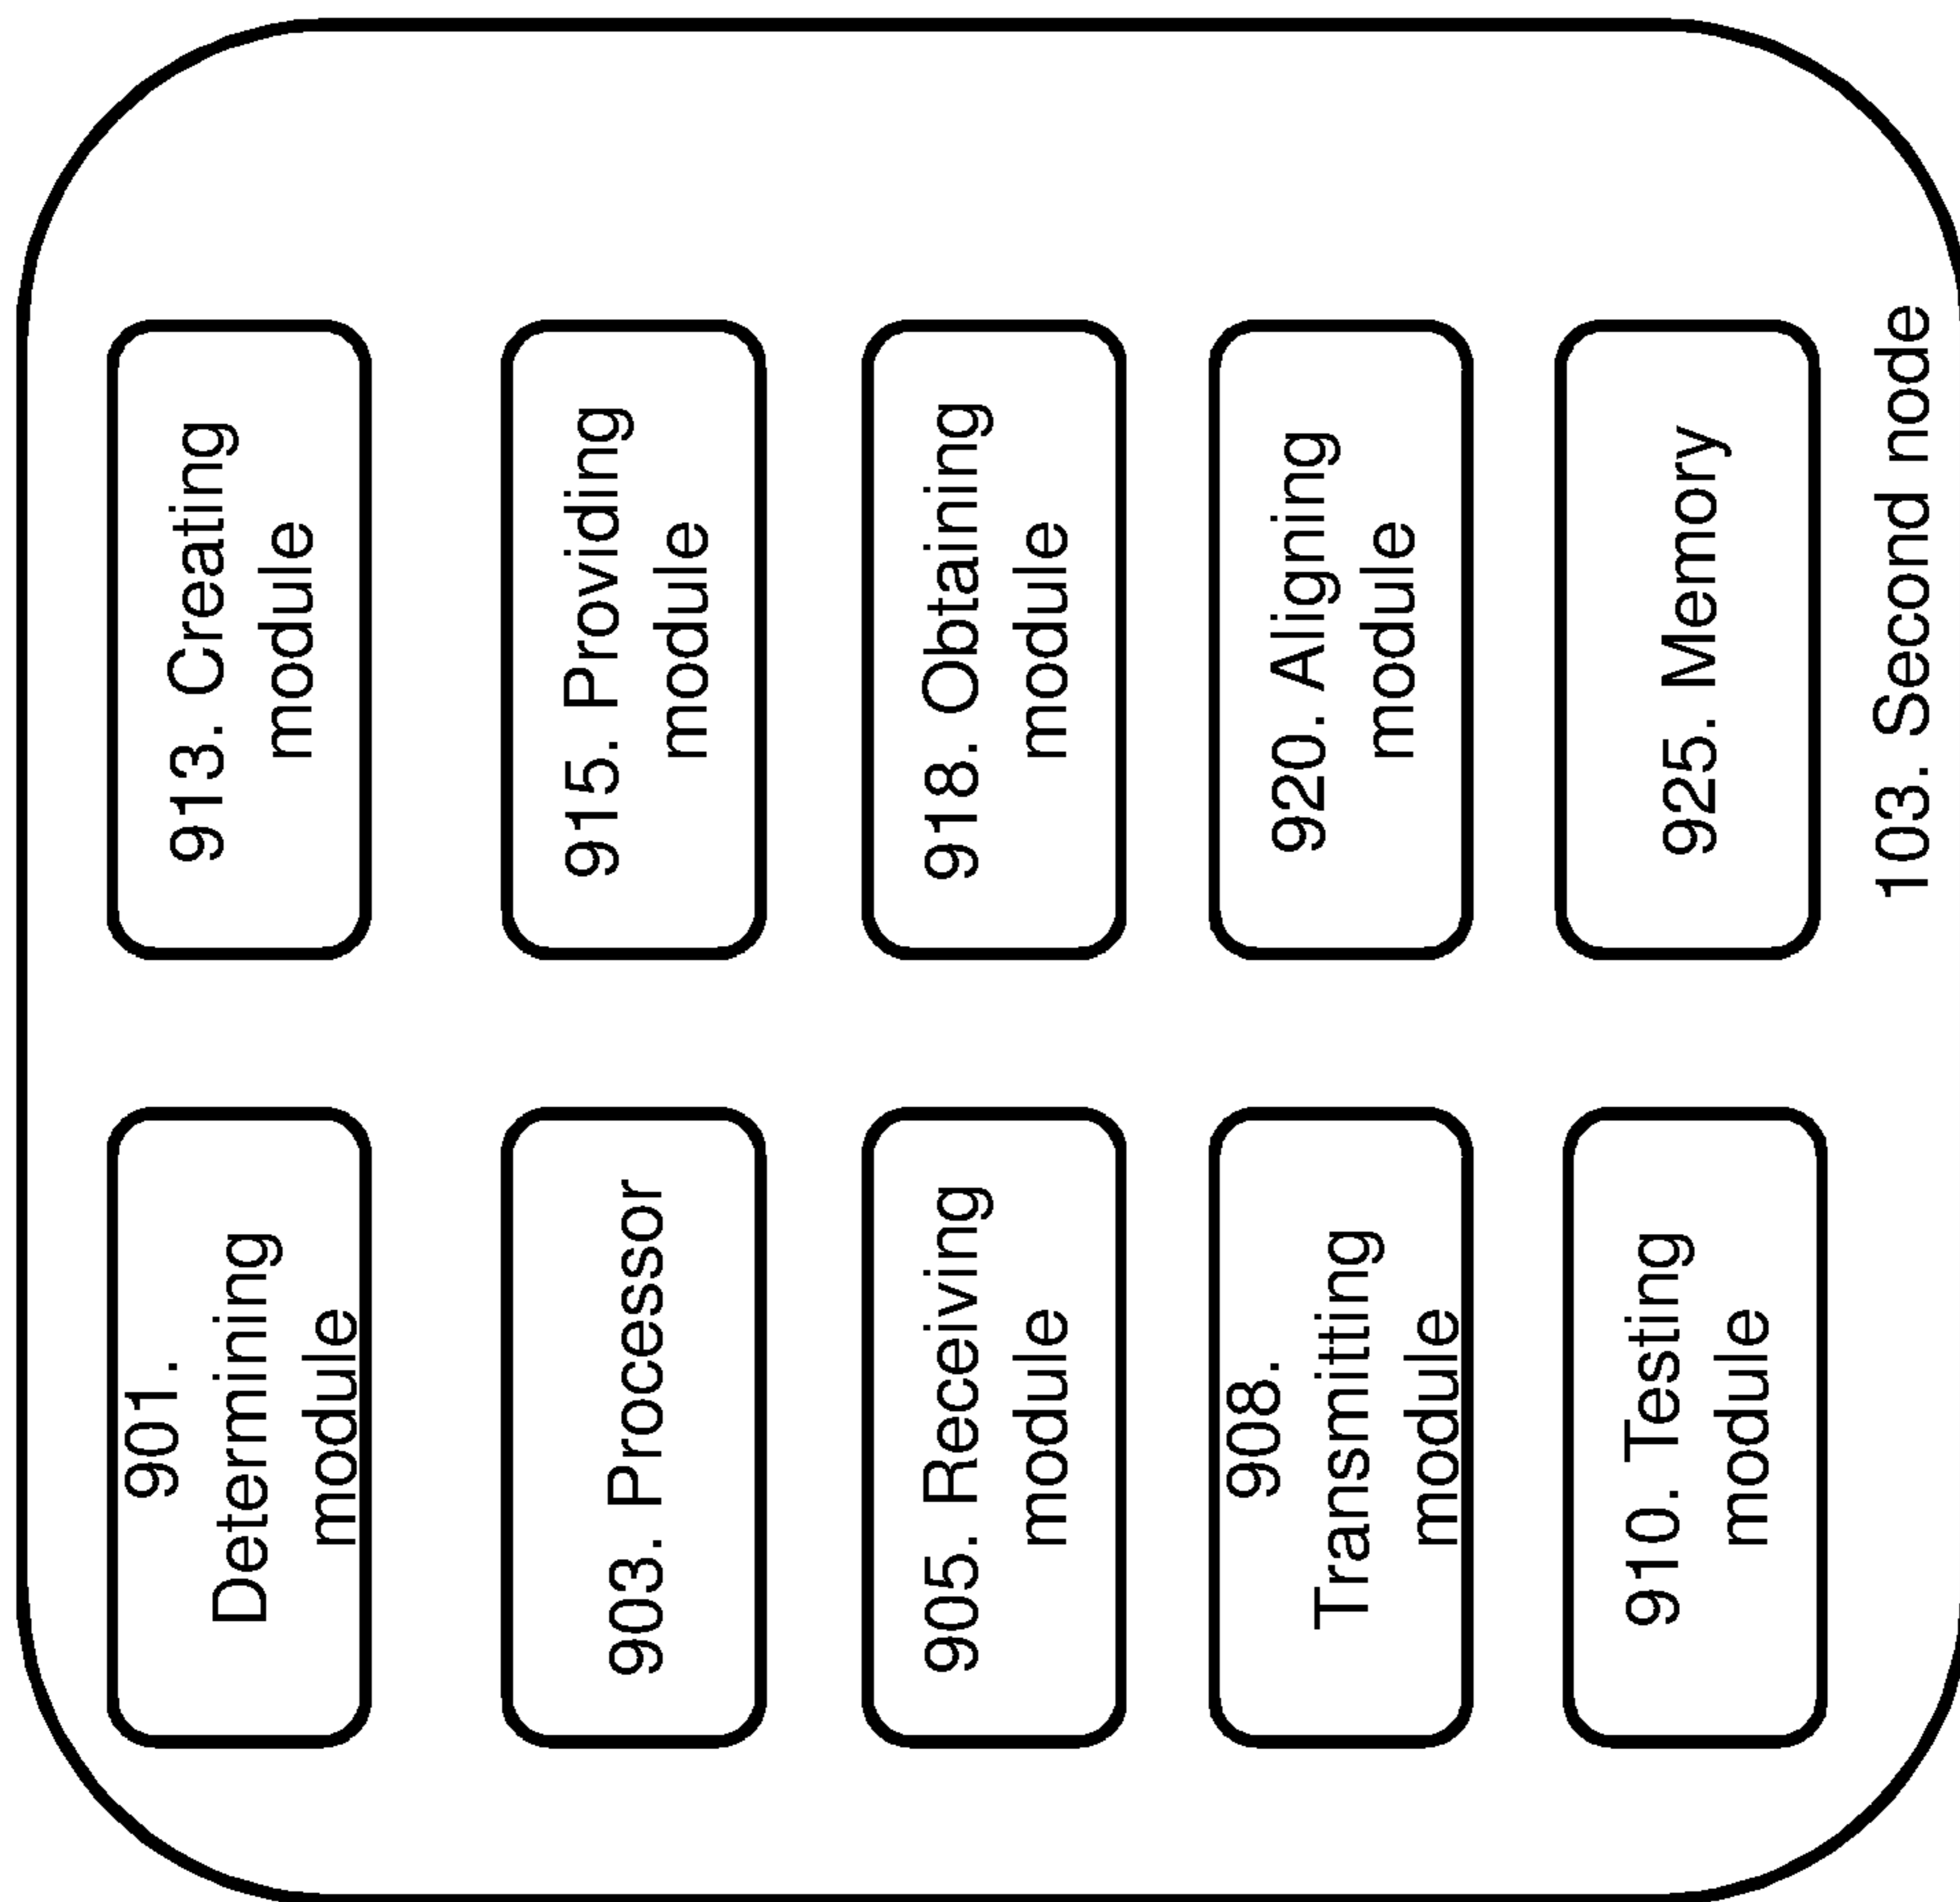 901.
Determining
module
903. Processor
905. Receiving
module
908.
Transmitting
module
910. Testing
module
913. Creating
module
915. Providing
module
918. Obtaining
module
920. Aligning
module
925. Memory
103. Second node